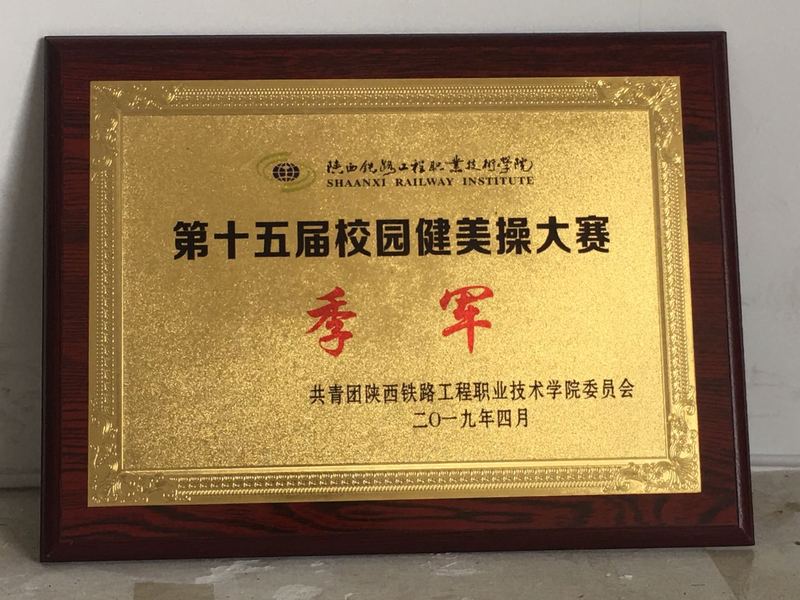 陕西铁路工程职业技术学院
SHAANXI RAILWAY INSTITUTE
第十五届校园健美操大赛
季军
共青团陕西铁路工程职业技术学院委员会
二〇一九年四月